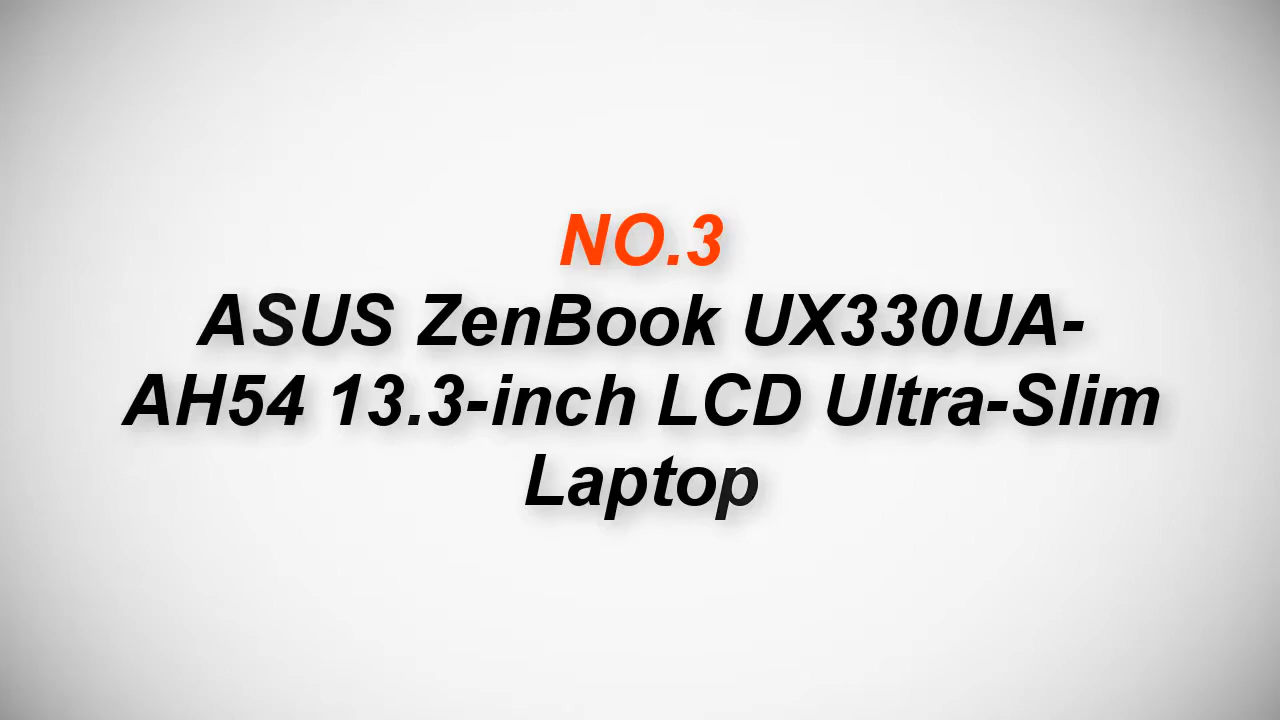 NO.3
ASUS ZenBook UX330UA-
AH54 13.3-inch LCD Ultra-Slim
Laptop